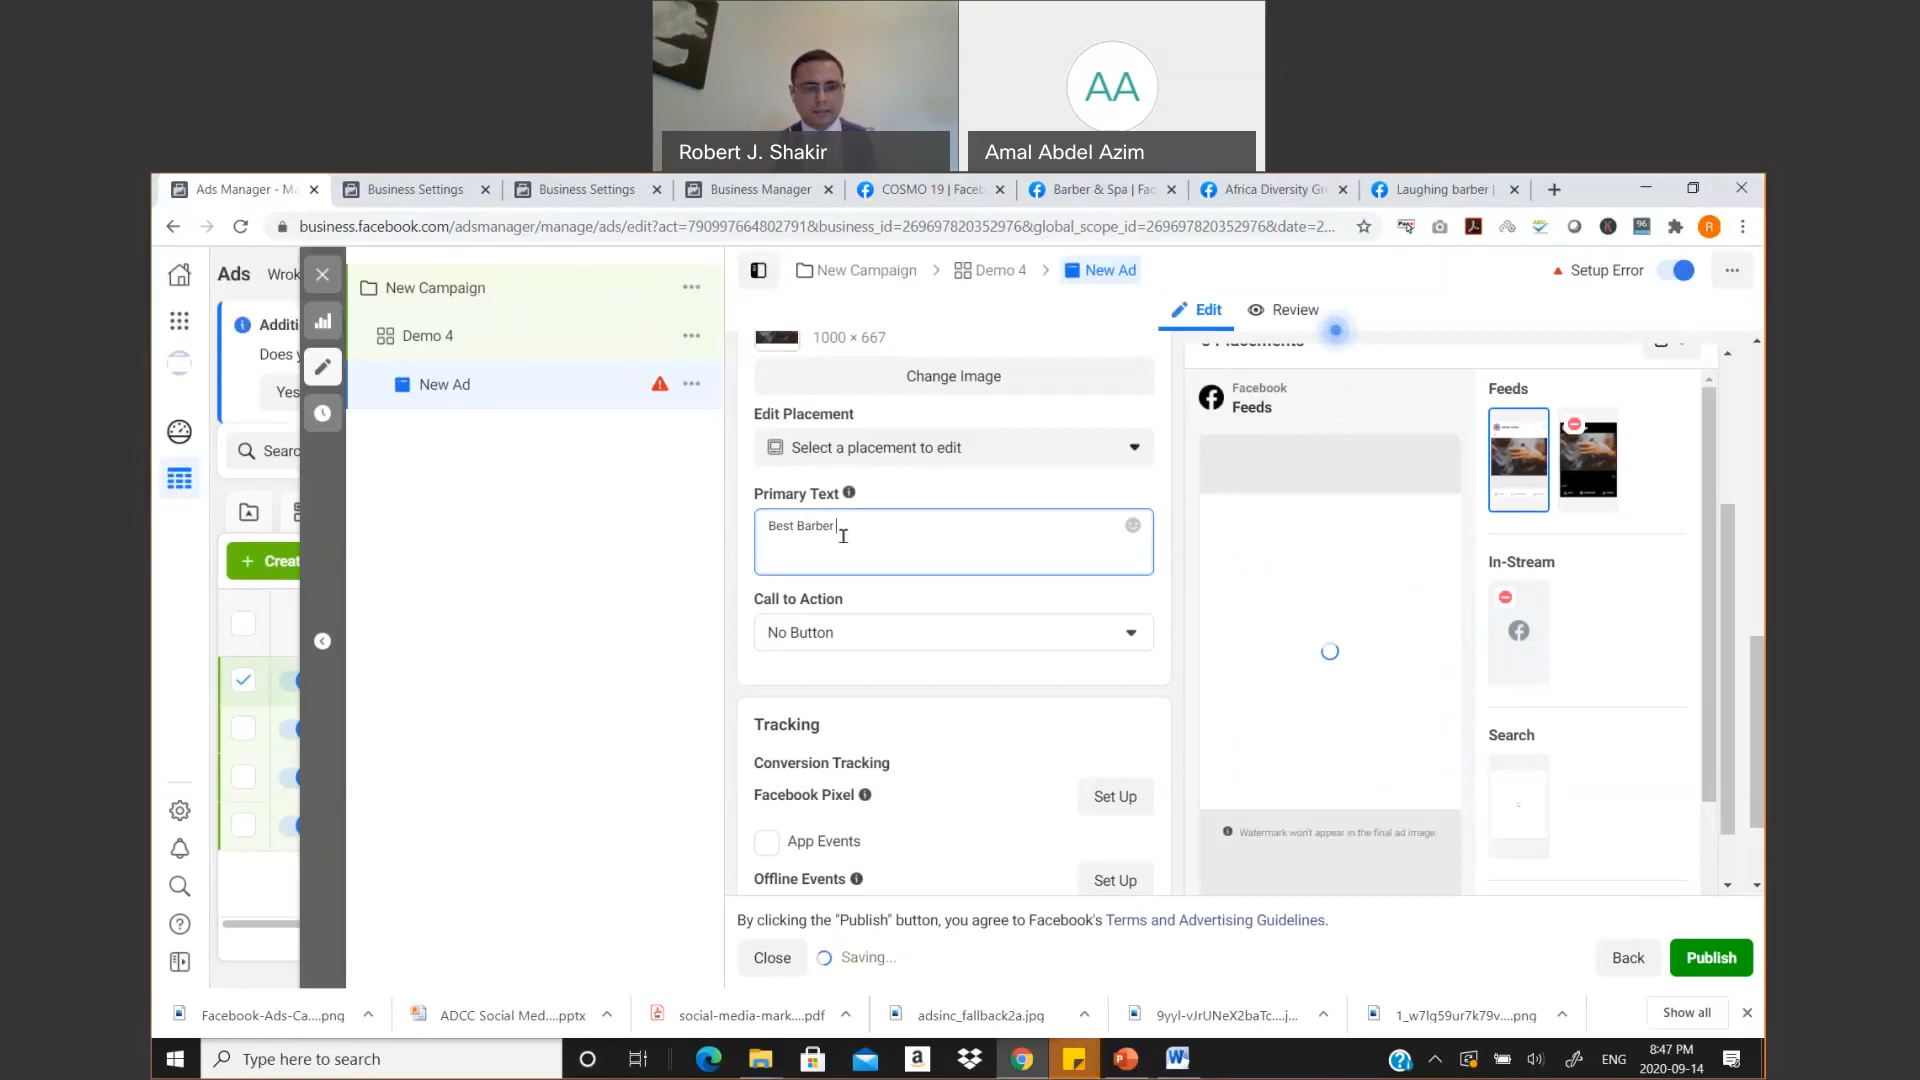 AA
Robert J. Shakir
Amal Abdel Azim
Ads Manager - Ma
Business Settings
Business Settings
Business Manager
COSMO 19 | Faceb
Barber & Spa | Fac
Africa Diversity Gr
Laughing barber |
business.facebook.com/adsmanager/manage/ads/edit?act=790997664802791&business_id=269697820352976&global_scope_id=269697820352976&date=2...
96
R
Ads
Wrok
Additi
Does y
Yes
Searc
Creat
New Campaign
Demo 4
New Ad
New Campaign
Demo 4
New Ad
Setup Error
Edit
Review
1000 × 667
Change Image
Edit Placement
Select a placement to edit
Primary Text
Best Barber
Call to Action
No Button
Tracking
Conversion Tracking
Facebook Pixel
Set Up
App Events
Offline Events
Set Up
Placements
Facebook
Feeds
Watermark won't appear in the final ad image.
Feeds
In-Stream
Search
By clicking the "Publish" button, you agree to Facebook's Terms and Advertising Guidelines.
Close
Saving...
Back
Publish
Facebook-Ads-Ca....png
ADCC Social Med....pptx
social-media-mark....pdf
adsinc_fallback2a.jpg
9yyl-vJrUNeX2baTc....j...
1_w7lg59ur7k79v....png
Show all
Type here to search
ENG
8:47 PM
2020-09-14